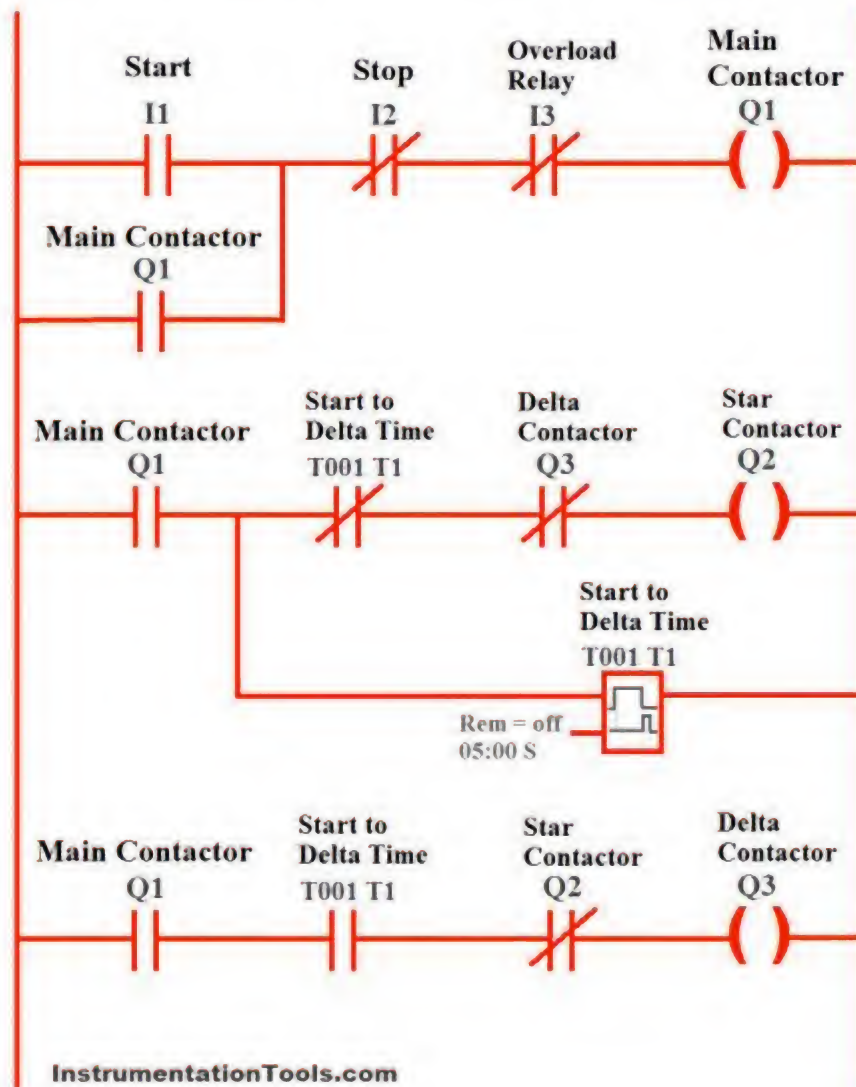 Start
I1
Stop
I2
Overload
Relay
I3
Main
Contactor
Q1
Main Contactor
Q1
Main Contactor
Q1
Start to
Delta Time
T001 T1
Delta
Contactor
Q3
Star
Contactor
Q2
Start to
Delta Time
T001 T1
Rem = off
05:00 S
Main Contactor
Q1
Start to
Delta Time
T001 T1
Star
Contactor
Q2
Delta
Contactor
Q3
InstrumentationTools.com